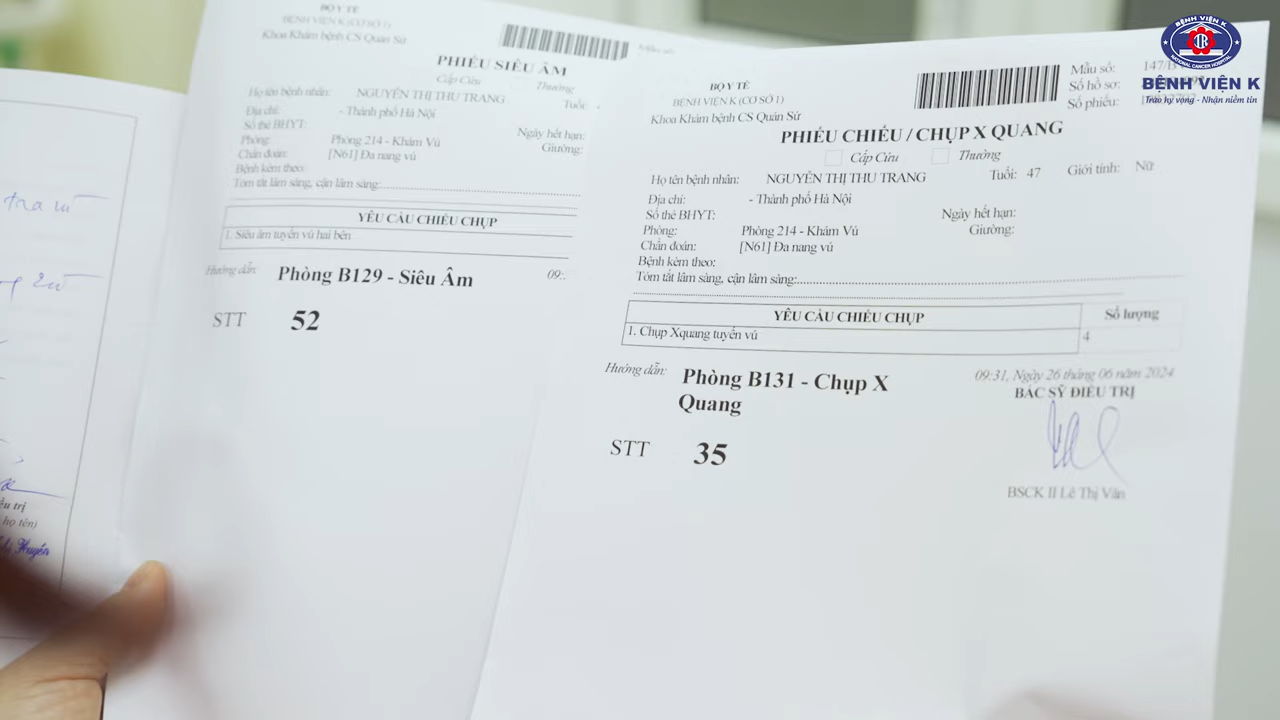 BỘ Y TẾ
BỆNH VIỆN K (CƠ SỞ 1)
Khoa Khám bệnh CS Quán Sứ
PHIẾU SIÊU ÂM
Cấp Cứu
Thường
Họ tên bệnh nhân: NGUYỄN THỊ THU TRANG
Tuổi:
Địa chỉ: - Thành phố Hà Nội
Số thẻ BHYT:
Ngày hết hạn:
Phòng: Phòng 214 - Khám Vú
Giường:
Chẩn đoán: [N61] Đa nang vú
Bệnh kèm theo:
Tóm tắt lâm sàng, cận lâm sàng:
YÊU CẦU CHIẾU CHỤP
1. Siêu âm tuyến vú hai bên
Hướng dẫn: Phòng B129 - Siêu Âm
09:
STT 52
BỘ Y TẾ
BỆNH VIỆN K (CƠ SỞ 1)
Khoa Khám bệnh CS Quán Sứ
Mẫu số: 147/
Số hồ sơ:
Số phiếu:
PHIẾU CHIẾU / CHỤP X QUANG
Cấp Cứu Thường
Họ tên bệnh nhân: NGUYỄN THỊ THU TRANG Tuổi: 47 Giới tính: Nữ
Địa chỉ: - Thành phố Hà Nội
Số thẻ BHYT: Ngày hết hạn:
Phòng: Phòng 214 - Khám Vú Giường:
Chẩn đoán: [N61] Đa nang vú
Bệnh kèm theo:
Tóm tắt lâm sàng, cận lâm sàng:
YÊU CẦU CHIẾU CHỤP Số lượng
1. Chụp Xquang tuyến vú 4
Hướng dẫn: Phòng B131 - Chụp X
Quang
09:31, Ngày 26 tháng 06 năm 2024
BÁC SỸ ĐIỀU TRỊ
STT 35
BSCK II Lê Thị Vân
họ tên)
BỆNH VIỆN K
NATIONAL CANCER HOSPITAL
BỆNH VIỆN K
Trao hy vọng - Nhận niềm tin